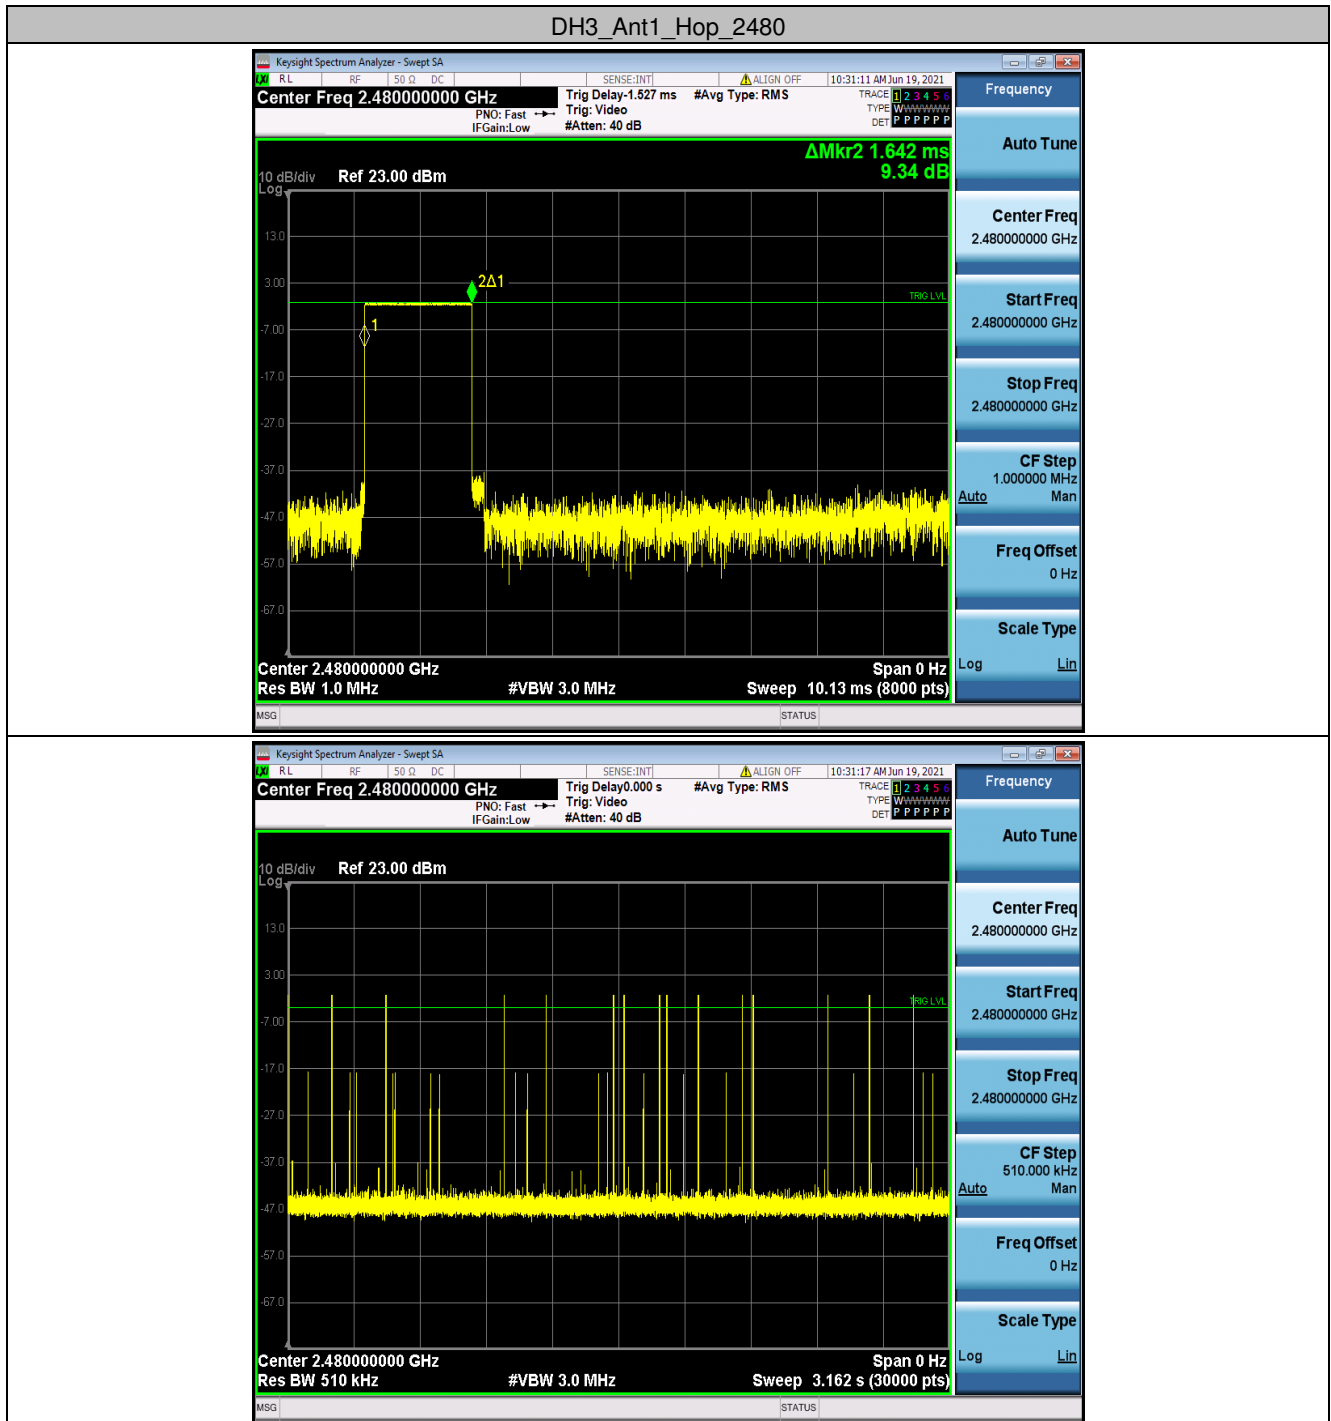 DH3_Ant1_Hop_2480
Keysight Spectrum Analyzer - Swept SA
LXI RL RF 50 Ω DC SENSE:INT ALIGN OFF 10:31:11 AM Jun 19, 2021
Center Freq 2.480000000 GHz Trig Delay-1.527 ms #Avg Type: RMS TRACE 1 2 3 4 5 6
PNO: Fast Trig: Video TYPE WWWWWW
IFGain:Low #Atten: 40 dB DET P P P P P P
ΔMkr2 1.642 ms
9.34 dB
10 dB/div Ref 23.00 dBm
Log
13.0
3.00
2Δ1
TRIG LVL
1
-7.00
-17.0
-27.0
-37.0
-47.0
-57.0
-67.0
Center 2.480000000 GHz Span 0 Hz
Res BW 1.0 MHz #VBW 3.0 MHz Sweep 10.13 ms (8000 pts)
MSG STATUS
Frequency
Auto Tune
Center Freq
2.480000000 GHz
Start Freq
2.480000000 GHz
Stop Freq
2.480000000 GHz
CF Step
1.000000 MHz
Auto Man
Freq Offset
0 Hz
Scale Type
Log Lin
Keysight Spectrum Analyzer - Swept SA
LXI RL RF 50 Ω DC SENSE:INT ALIGN OFF 10:31:17 AM Jun 19, 2021
Center Freq 2.480000000 GHz Trig Delay0.000 s #Avg Type: RMS TRACE 1 2 3 4 5 6
PNO: Fast Trig: Video TYPE WWWWWW
IFGain:Low #Atten: 40 dB DET P P P P P P
10 dB/div Ref 23.00 dBm
Log
13.0
3.00
TRIG LVL
-7.00
-17.0
-27.0
-37.0
-47.0
-57.0
-67.0
Center 2.480000000 GHz Span 0 Hz
Res BW 510 kHz #VBW 3.0 MHz Sweep 3.162 s (30000 pts)
MSG STATUS
Frequency
Auto Tune
Center Freq
2.480000000 GHz
Start Freq
2.480000000 GHz
Stop Freq
2.480000000 GHz
CF Step
510.000 kHz
Auto Man
Freq Offset
0 Hz
Scale Type
Log Lin